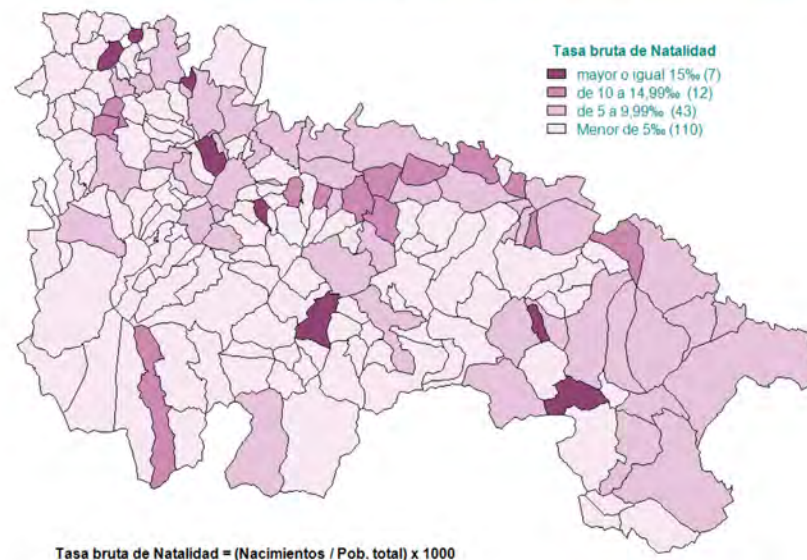 Tasa bruta de Natalidad
mayor o igual 15‰ (7)
de 10 a 14,99‰ (12)
de 5 a 9,99‰ (43)
Menor de 5‰ (110)
Tasa bruta de Natalidad = (Nacimientos / Pob. total) x 1000